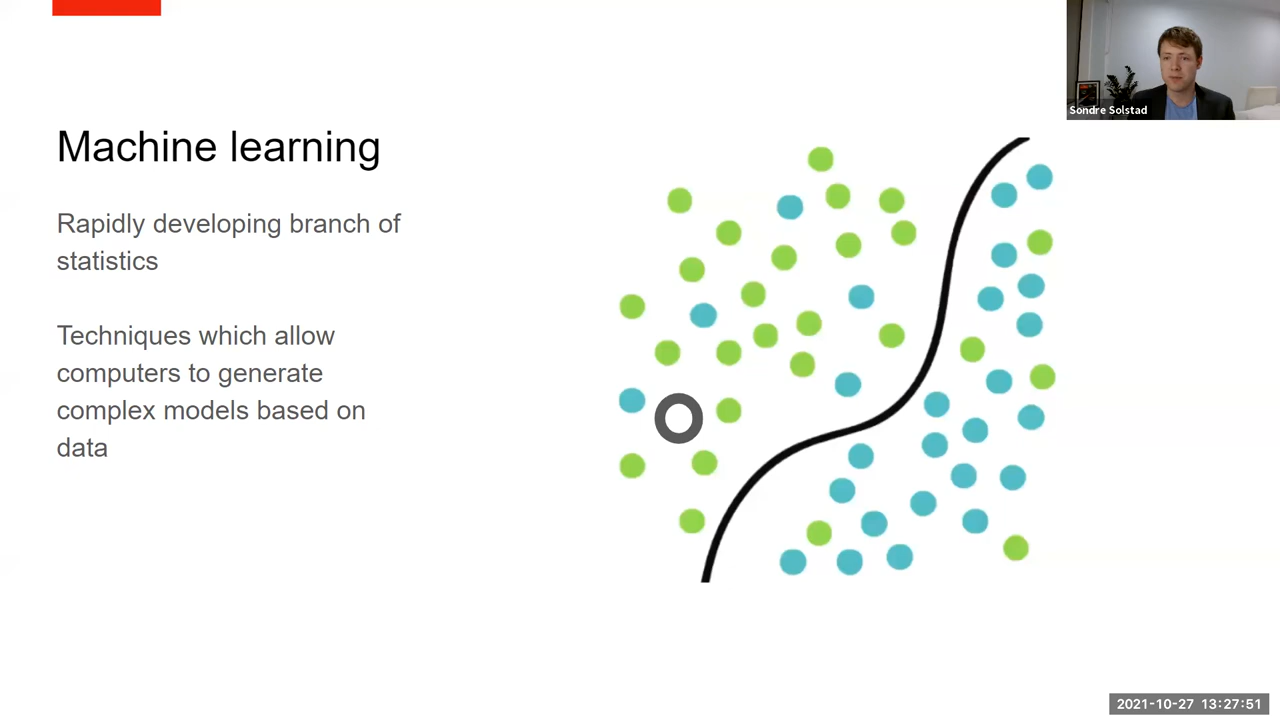 Machine learning
Rapidly developing branch of
statistics
Techniques which allow
computers to generate
complex models based on
data
Sondre Solstad
2021-10-27 13:27:51